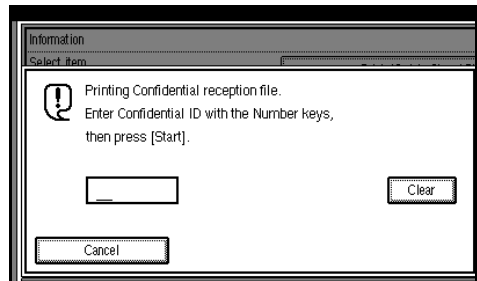 Information
Select item
Printing Confidential reception file.
Enter Confidential ID with the Number keys,
then press [Start].
Clear
Cancel